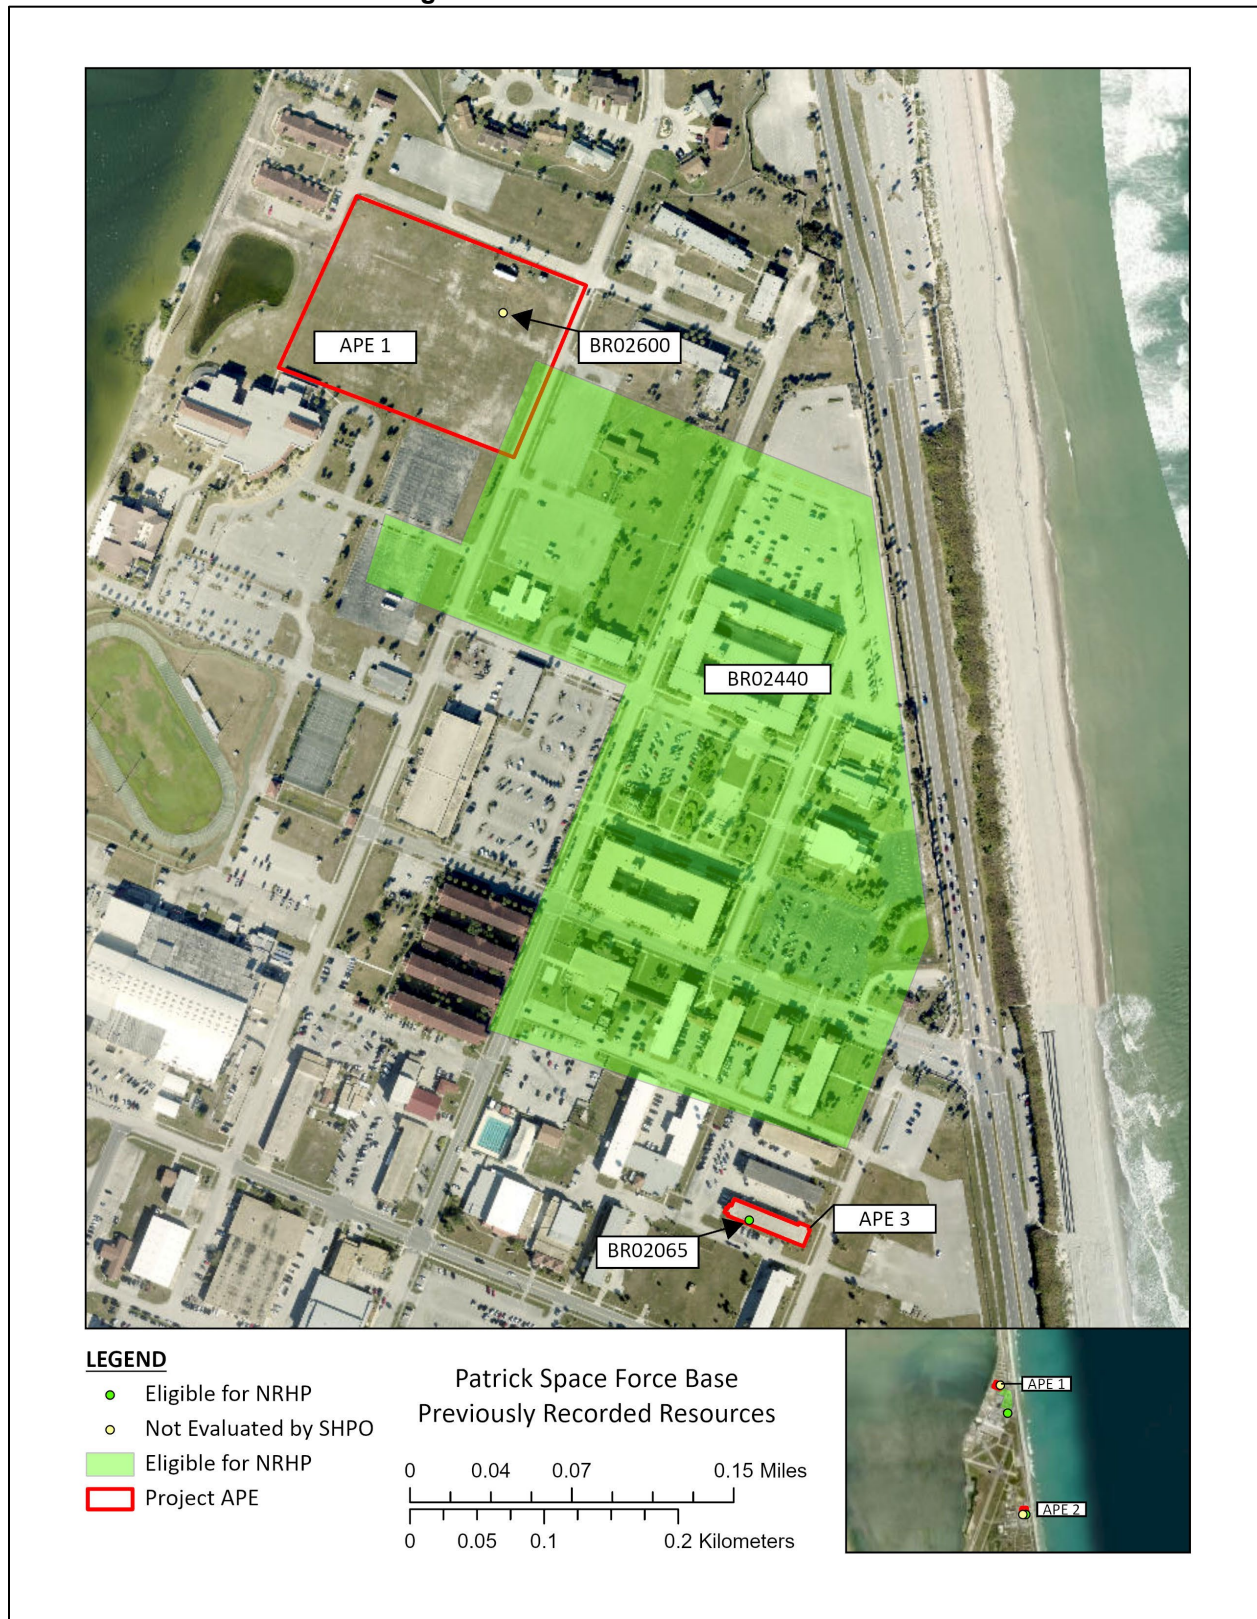 APE 1
BR02600
BR02440
APE 3
BR02065
LEGEND
Eligible for NRHP
Not Evaluated by SHPO
Eligible for NRHP
Project APE
Patrick Space Force Base
Previously Recorded Resources
0 0.04 0.07 0.15 Miles
0 0.05 0.1 0.2 Kilometers
APE 1
APE 2